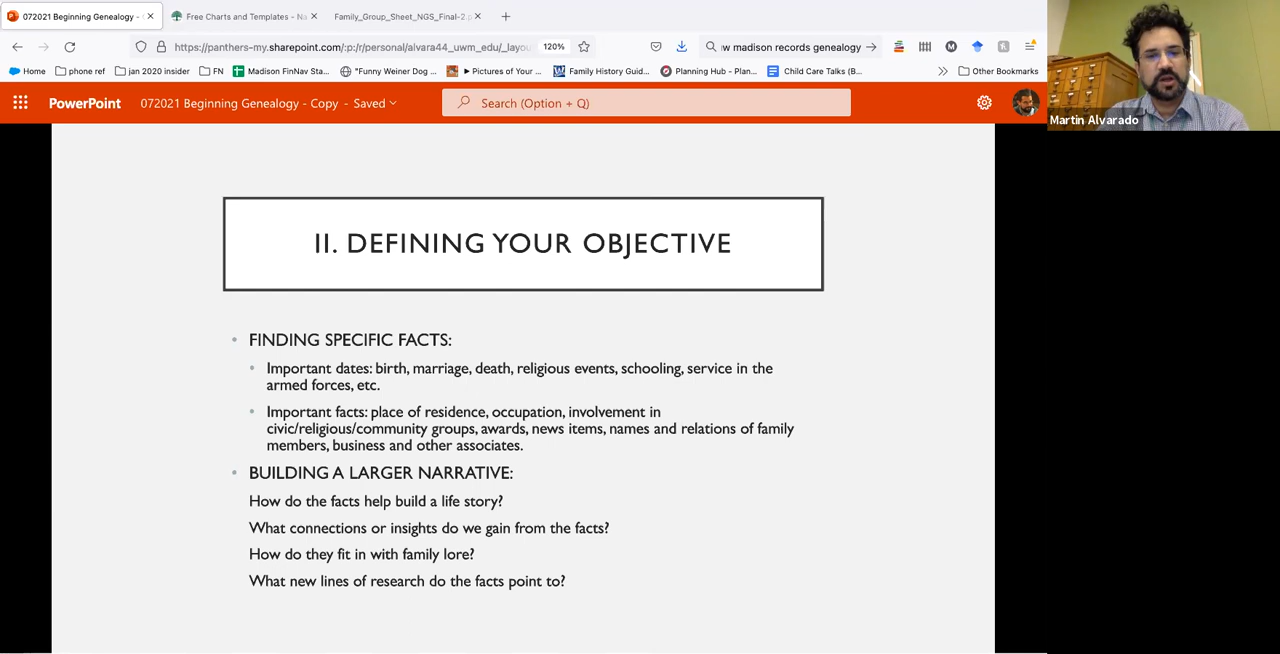 072021 Beginning Genealogy -
Free Charts and Templates - Na
Family_Group_Sheet_NGS_Final-2.p
https://panthers-my.sharepoint.com/:p:/r/personal/alvara44_uwm_edu/_layou
120%
w madison records genealogy
Home
phone ref
jan 2020 insider
FN
Madison FinNav Sta...
"Funny Weiner Dog ...
► Pictures of Your ...
Family History Guid...
Planning Hub - Plan...
Child Care Talks (B...
Other Bookmarks
PowerPoint
072021 Beginning Genealogy - Copy - Saved
Search (Option + Q)
Martin Alvarado
II. DEFINING YOUR OBJECTIVE
• FINDING SPECIFIC FACTS:
• Important dates: birth, marriage, death, religious events, schooling, service in the
armed forces, etc.
• Important facts: place of residence, occupation, involvement in
civic/religious/community groups, awards, news items, names and relations of family
members, business and other associates.
• BUILDING A LARGER NARRATIVE:
How do the facts help build a life story?
What connections or insights do we gain from the facts?
How do they fit in with family lore?
What new lines of research do the facts point to?